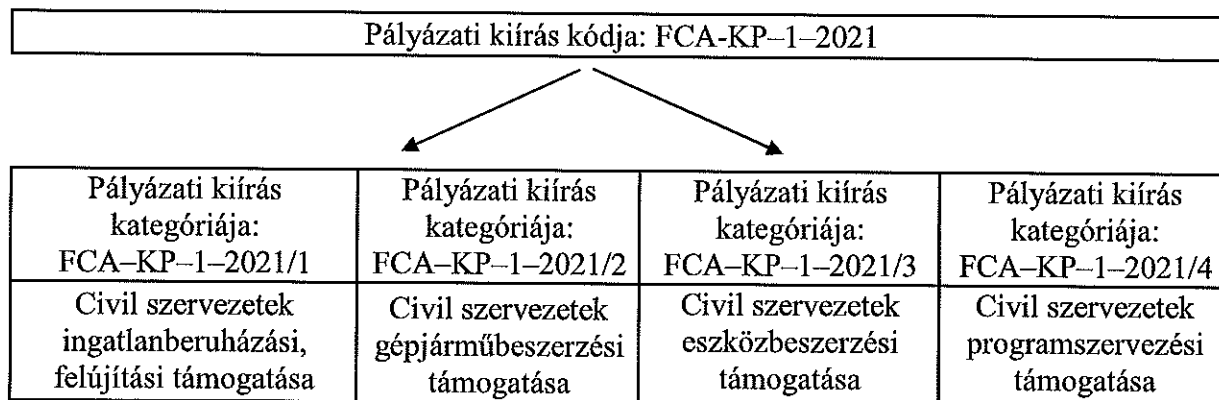 Pályázati kiírás kódja: FCA-KP–1–2021
Pályázati kiírás
kategóriája:
FCA–KP–1–2021/1
Pályázati kiírás
kategóriája:
FCA–KP–1–2021/2
Pályázati kiírás
kategóriája:
FCA–KP–1–2021/3
Pályázati kiírás
kategóriája:
FCA–KP–1–2021/4
Civil szervezetek
ingatlanberuházási,
felújítási támogatása
Civil szervezetek
gépjárműbeszerzési
támogatása
Civil szervezetek
eszközbeszerzési
támogatása
Civil szervezetek
programszervezési
támogatása